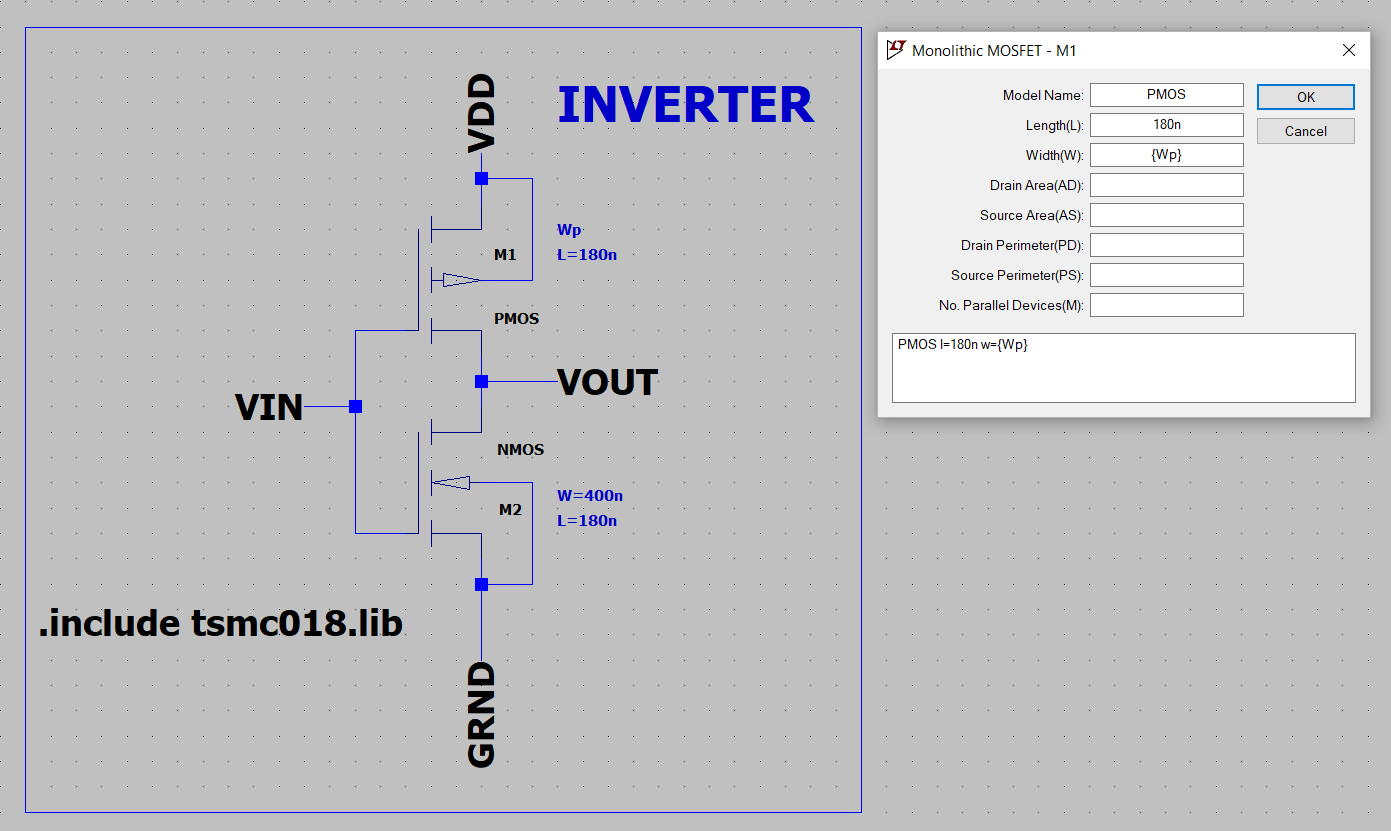 INVERTER
VDD
Wp
L=180n
M1
PMOS
VIN
VOUT
NMOS
W=400n
L=180n
M2
.include tsmc018.lib
GRND
Monolithic MOSFET - M1
Model Name: PMOS
OK
Length(L): 180n
Cancel
Width(W): {Wp}
Drain Area(AD):
Source Area(AS):
Drain Perimeter(PD):
Source Perimeter(PS):
No. Parallel Devices(M):
PMOS l=180n w={Wp}